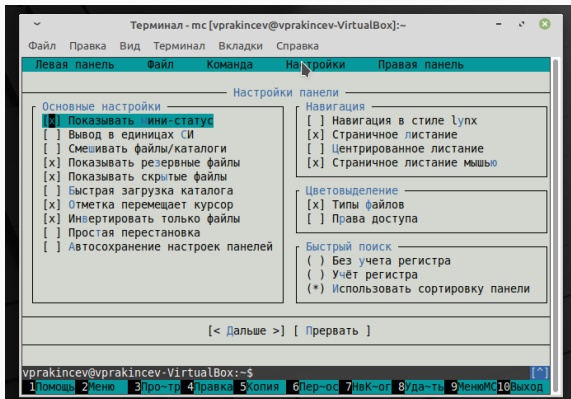 Терминал - mc [vprakincev@vprakincev-VirtualBox]:~
Файл Правка Вид Терминал Вкладки Справка
Левая панель Файл Команда Настройки Правая панель
Настройки панели
Основные настройки
[x] Показывать мини-статус
[ ] Вывод в единицах СИ
[ ] Смешивать файлы/каталоги
[x] Показывать резервные файлы
[x] Показывать скрытые файлы
[ ] Быстрая загрузка каталога
[x] Отметка перемещает курсор
[x] Инвертировать только файлы
[ ] Простая перестановка
[ ] Автосохранение настроек панелей
Навигация
[ ] Навигация в стиле lynx
[x] Страничное листание
[ ] Центрированное листание
[x] Страничное листание мышью
Цветовыделение
[x] Типы файлов
[ ] Права доступа
Быстрый поиск
( ) Без учета регистра
( ) Учёт регистра
(*) Использовать сортировку панели
[< Дальше >] [ Прервать ]
vprakincev@vprakincev-VirtualBox:~$ [^]
1Помощь 2Меню 3Про~тр 4Правка 5Копия 6Пер~ос 7НвК~ог 8Уда~ть 9МенюMC 10Выход